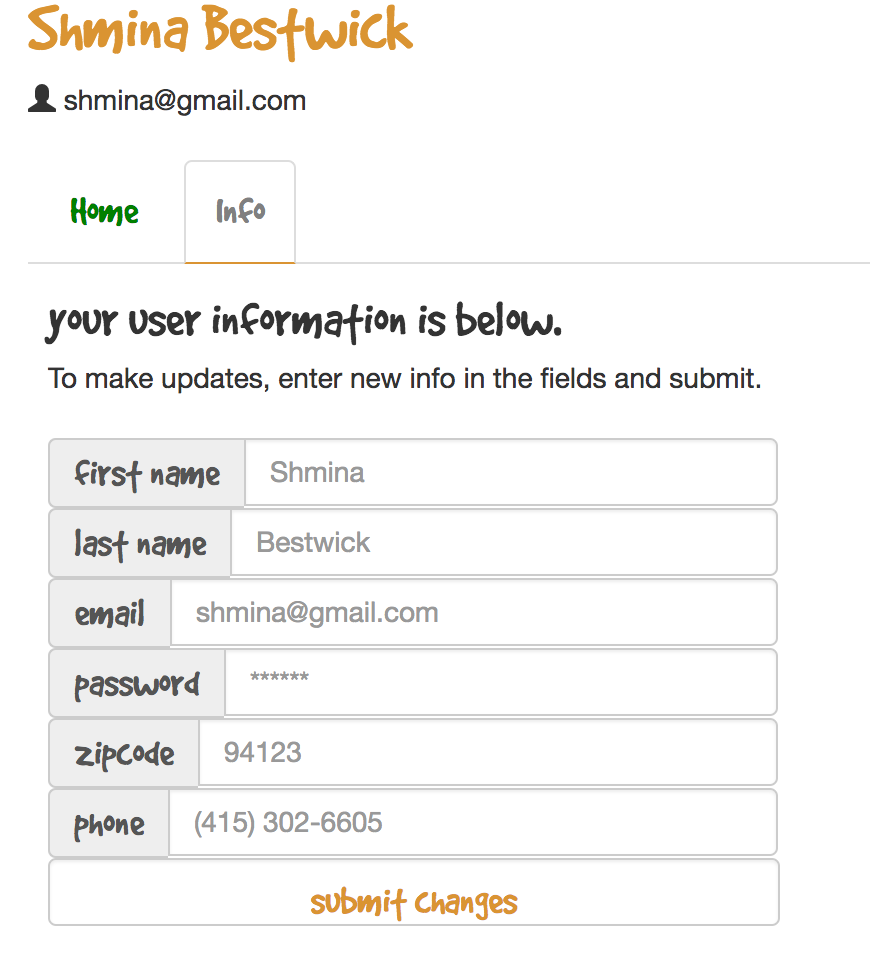 Shmina Bestwick
shmina@gmail.com
Home Info
your user information is below.
To make updates, enter new info in the fields and submit.
first name Shmina
last name Bestwick
email shmina@gmail.com
password ******
zipcode 94123
phone (415) 302-6605
submit changes